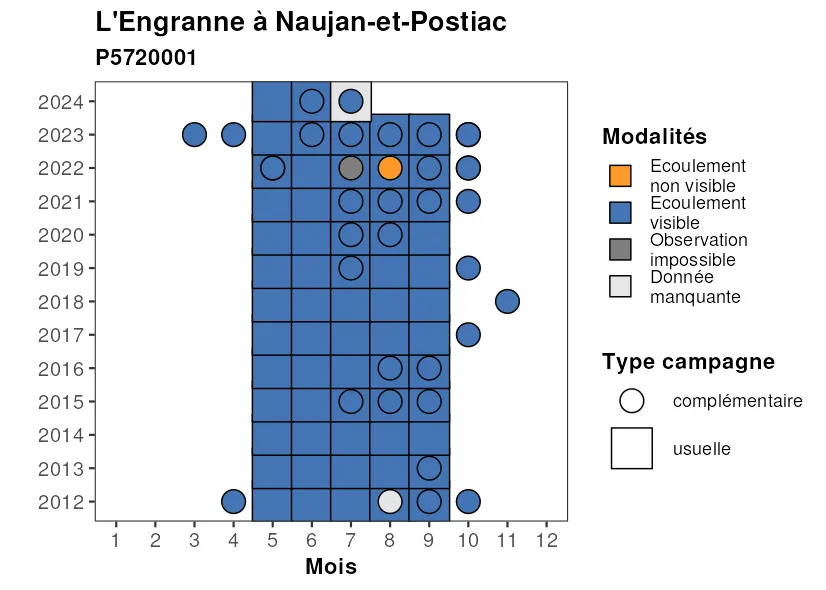 L'Engranne à Naujan-et-Postiac
P5720001
2024
2023
2022
2021
2020
2019
2018
2017
2016
2015
2014
2013
2012
1 2 3 4 5 6 7 8 9 10 11 12
Mois
Modalités
Ecoulement
non visible
Ecoulement
visible
Observation
impossible
Donnée
manquante
Type campagne
complémentaire
usuelle